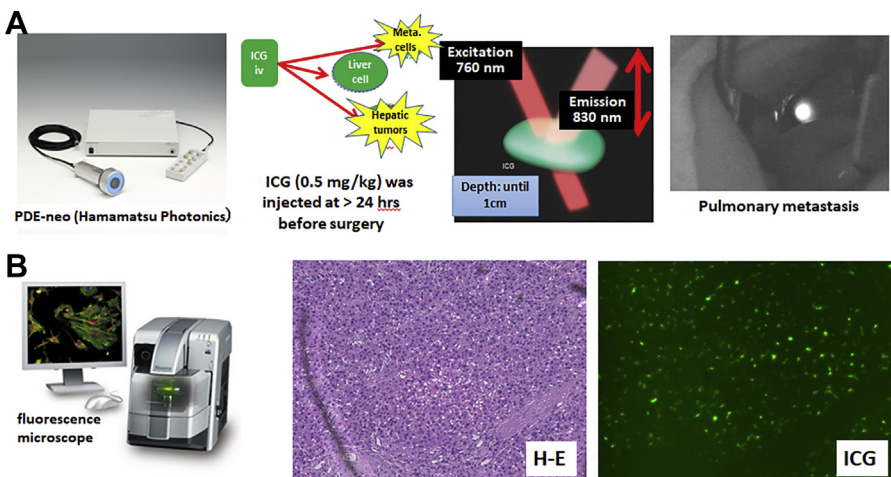 A
ICG
iv
Meta.
cells
Liver
cell
Hepatic
tumors
ICG (0.5 mg/kg) was
injected at > 24 hrs
before surgery
PDE-neo (Hamamatsu Photonics)
Excitation
760 nm
Emission
830 nm
ICG
Depth: until
1cm
Pulmonary metastasis
B
fluorescence
microscope
H-E
ICG